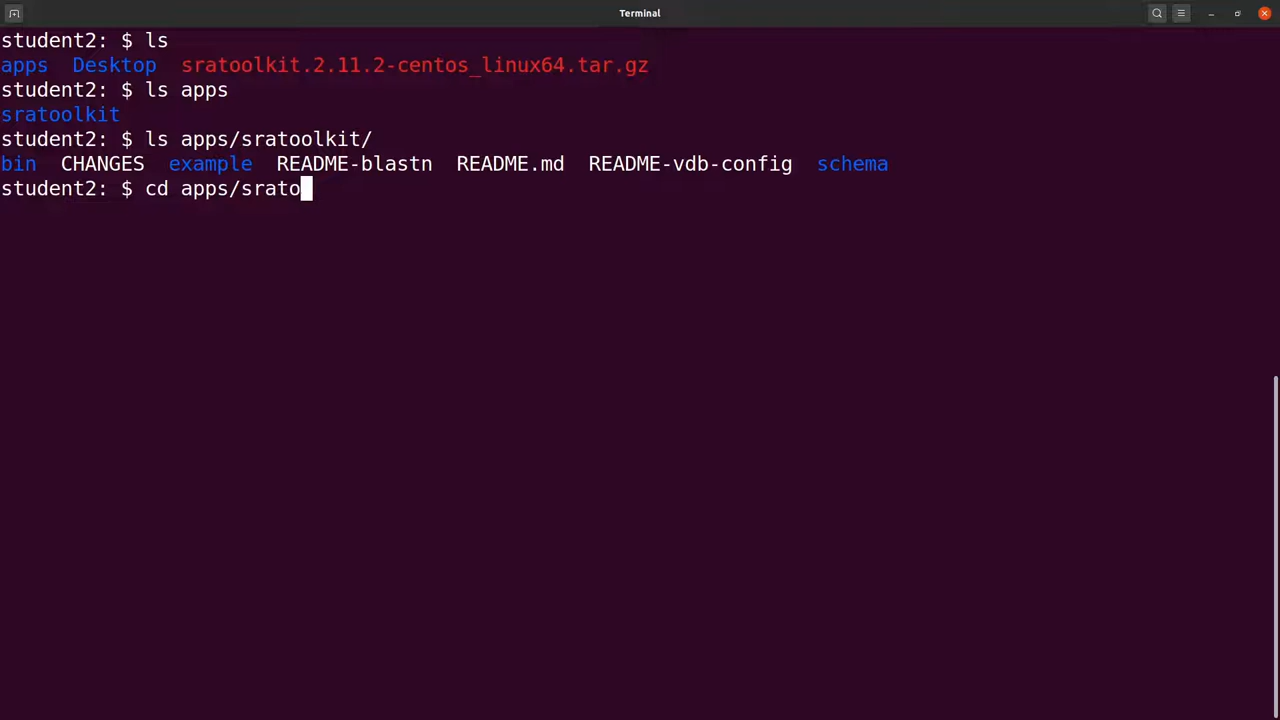 Terminal
student2: $ ls
apps  Desktop  sratoolkit.2.11.2-centos_linux64.tar.gz
student2: $ ls apps
sratoolkit
student2: $ ls apps/sratoolkit/
bin  CHANGES  example  README-blastn  README.md  README-vdb-config  schema
student2: $ cd apps/srato